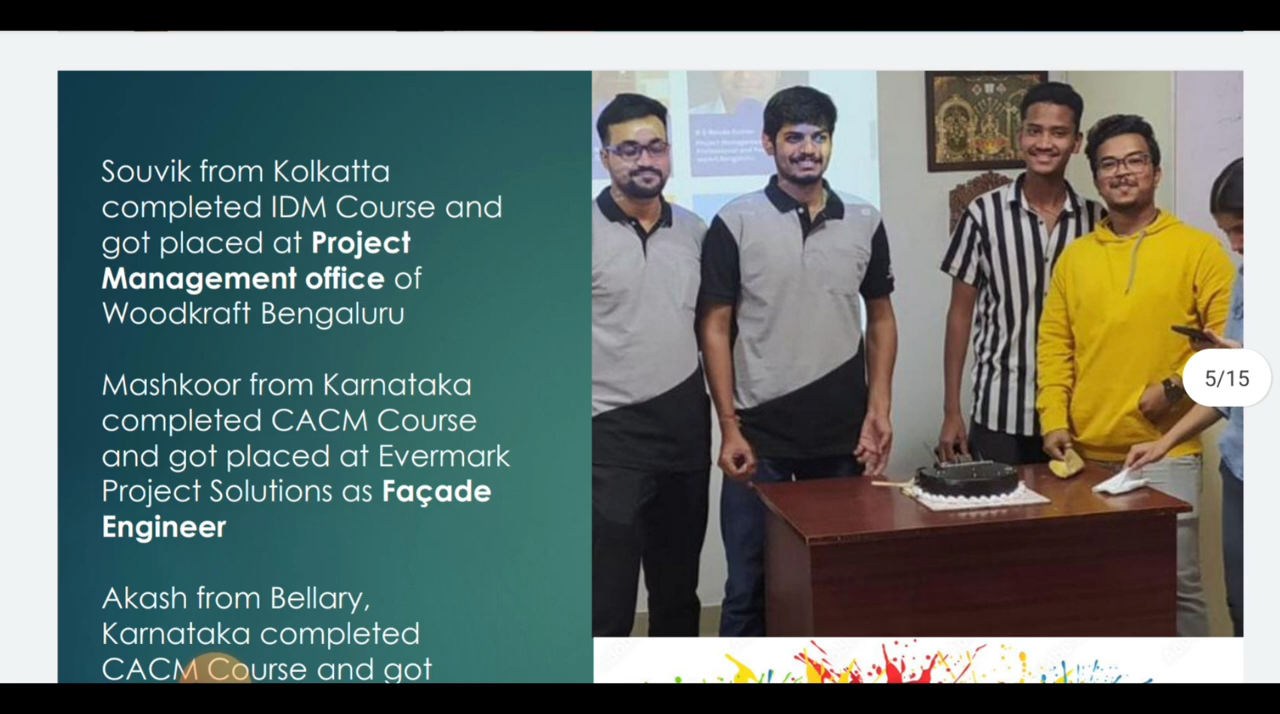 Souvik from Kolkatta
completed IDM Course and
got placed at Project
Management office of
Woodkraft Bengaluru
Mashkoor from Karnataka
completed CACM Course
and got placed at Evermark
Project Solutions as Façade
Engineer
Akash from Bellary,
Karnataka completed
CACM Course and got
5/15